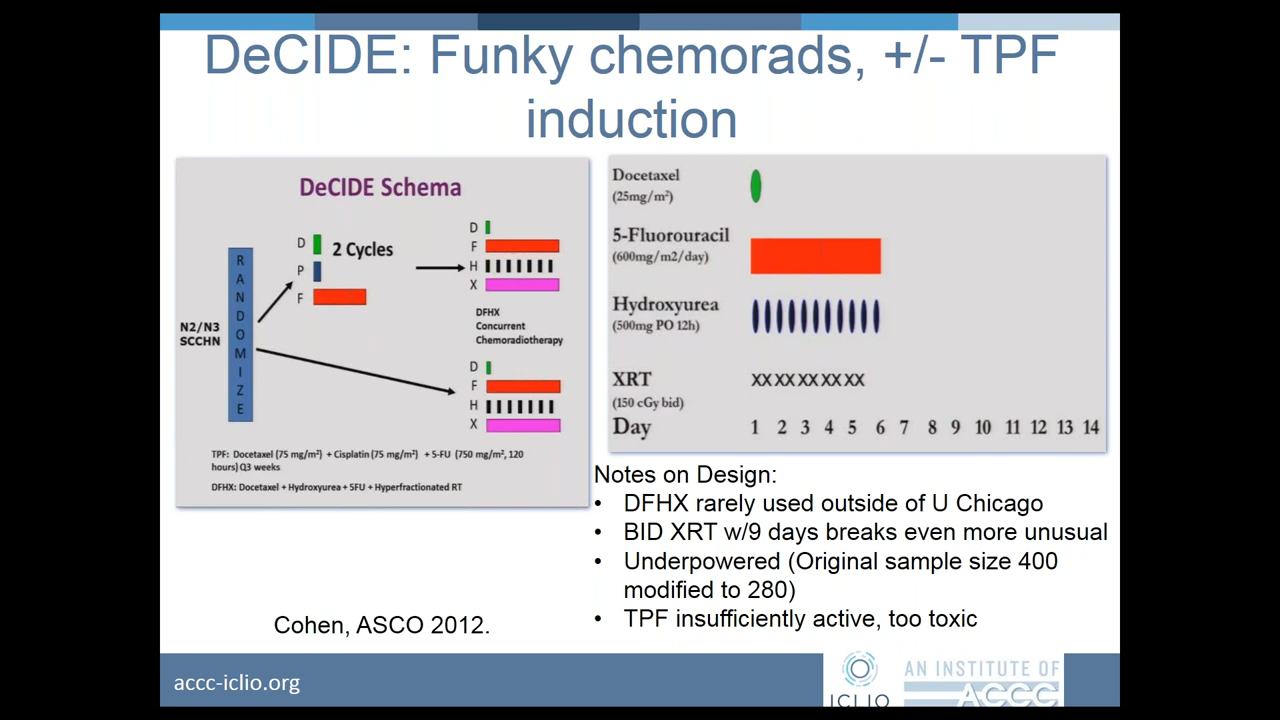 DeCIDE: Funky chemorads, +/- TPF
induction
DeCIDE Schema
N2/N3
SCCHN
R
A
N
D
O
M
I
Z
E
D
P
F
2 Cycles
D
F
H
X
DFHX
Concurrent
Chemoradiotherapy
D
F
H
X
TPF: Docetaxel (75 mg/m²) + Cisplatin (75 mg/m²) + 5-FU (750 mg/m², 120
hours) Q3 weeks
DFHX: Docetaxel + Hydroxyurea + 5FU + Hyperfractionated RT
Docetaxel
(25mg/m²)
5-Fluorouracil
(600mg/m2/day)
Hydroxyurea
(500mg PO 12h)
XRT XX XX XX XX XX
(150 cGy bid)
Day 1 2 3 4 5 6 7 8 9 10 11 12 13 14
Notes on Design:
• DFHX rarely used outside of U Chicago
• BID XRT w/9 days breaks even more unusual
• Underpowered (Original sample size 400
modified to 280)
• TPF insufficiently active, too toxic
Cohen, ASCO 2012.
accc-iclio.org
ICLIO
AN INSTITUTE OF
ACCC